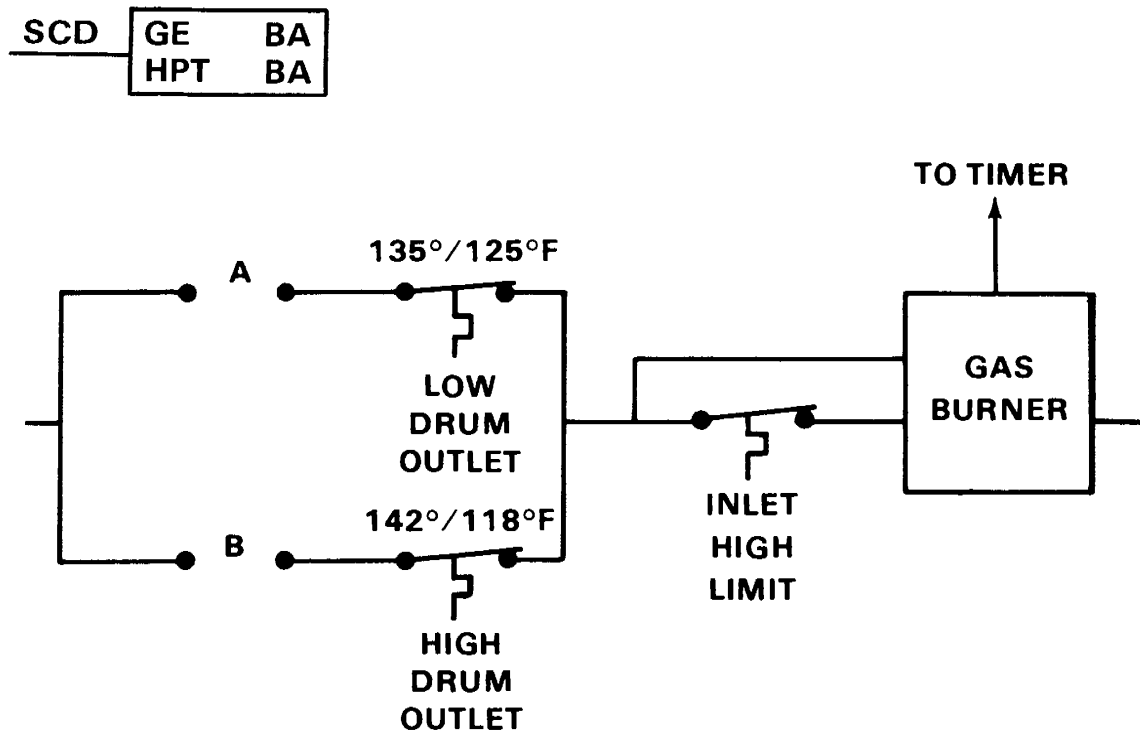 SCD
GE BA
HPT BA
TO TIMER
A
135°/125°F
LOW
DRUM
OUTLET
GAS
BURNER
INLET
HIGH
LIMIT
B
142°/118°F
HIGH
DRUM
OUTLET